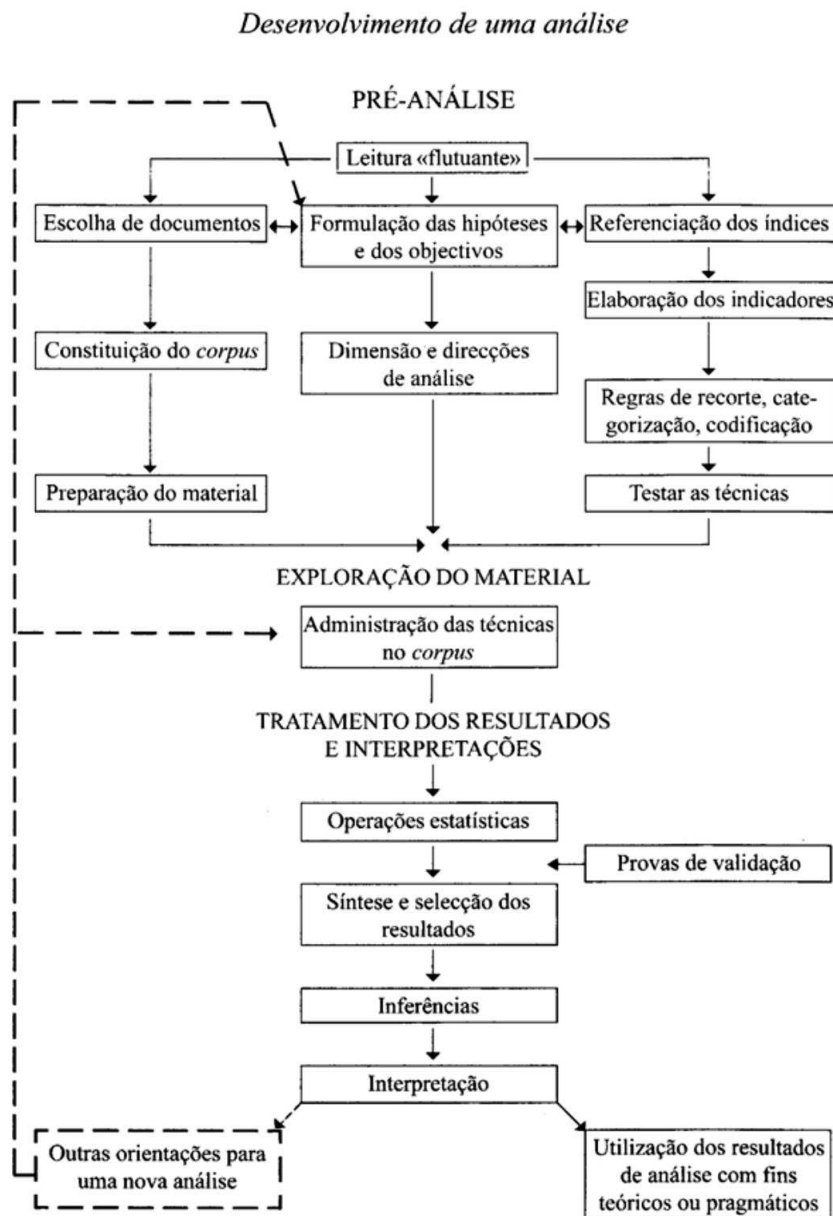 Desenvolvimento de uma análise
PRÉ-ANÁLISE
Leitura «flutuante»
Escolha de documentos
Formulação das hipóteses
e dos objectivos
Referenciação dos índices
Elaboração dos indicadores
Constituição do corpus
Dimensão e direcções
de análise
Regras de recorte, cate-
gorização, codificação
Preparação do material
Testar as técnicas
EXPLORAÇÃO DO MATERIAL
Administração das técnicas
no corpus
TRATAMENTO DOS RESULTADOS
E INTERPRETAÇÕES
Operações estatísticas
Provas de validação
Síntese e selecção dos
resultados
Inferências
Interpretação
Outras orientações para
uma nova análise
Utilização dos resultados
de análise com fins
teóricos ou pragmáticos